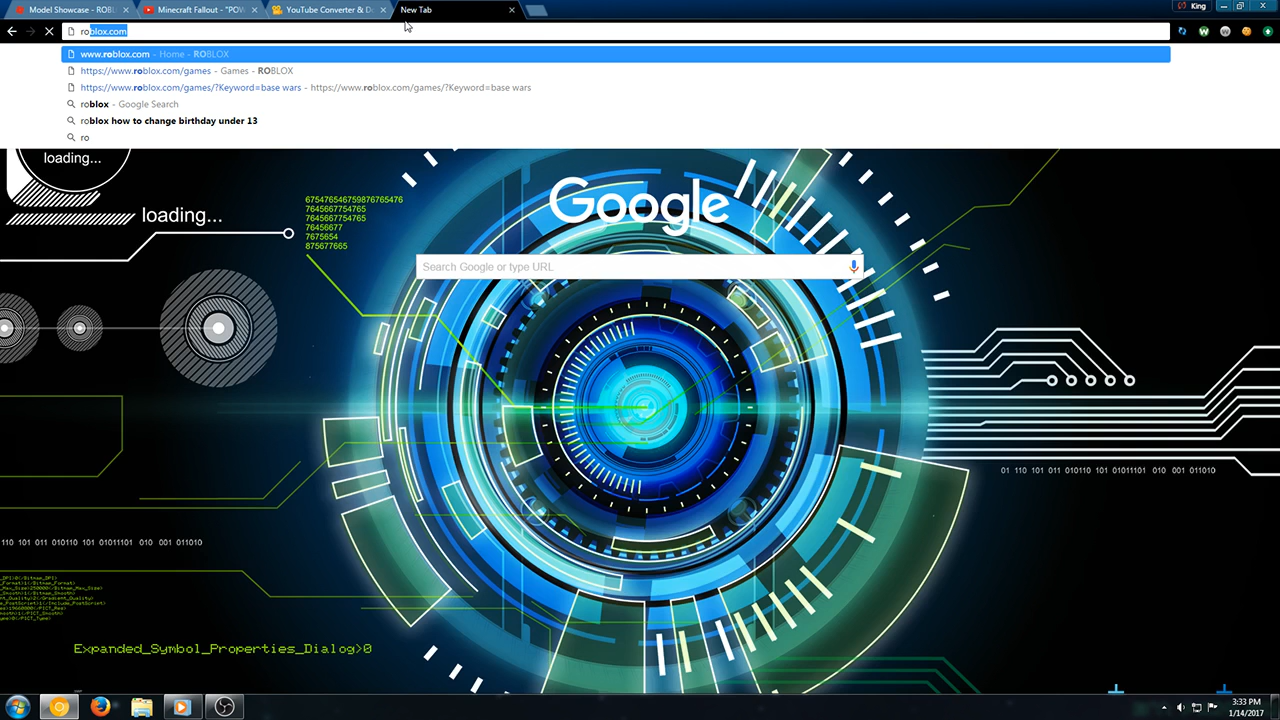 Model Showcase - ROBL
Minecraft Fallout - "POW
YouTube Converter & Do
New Tab
King
roblox.com
www.roblox.com - Home - ROBLOX
https://www.roblox.com/games - Games - ROBLOX
https://www.roblox.com/games/?Keyword=base wars - https://www.roblox.com/games/?Keyword=base wars
roblox - Google Search
roblox how to change birthday under 13
ro
loading...
loading...
675476546759876765476
7645667754765
7645667754765
76456677
7675654
875677665
Google
Search Google or type URL
01 110 101 011 010110 101 01011101 010 001 011010
110 101 011 010110 101 01011101 010 001 011010
Expanded_Symbol_Properties_Dialog>0
3:33 PM
1/14/2017